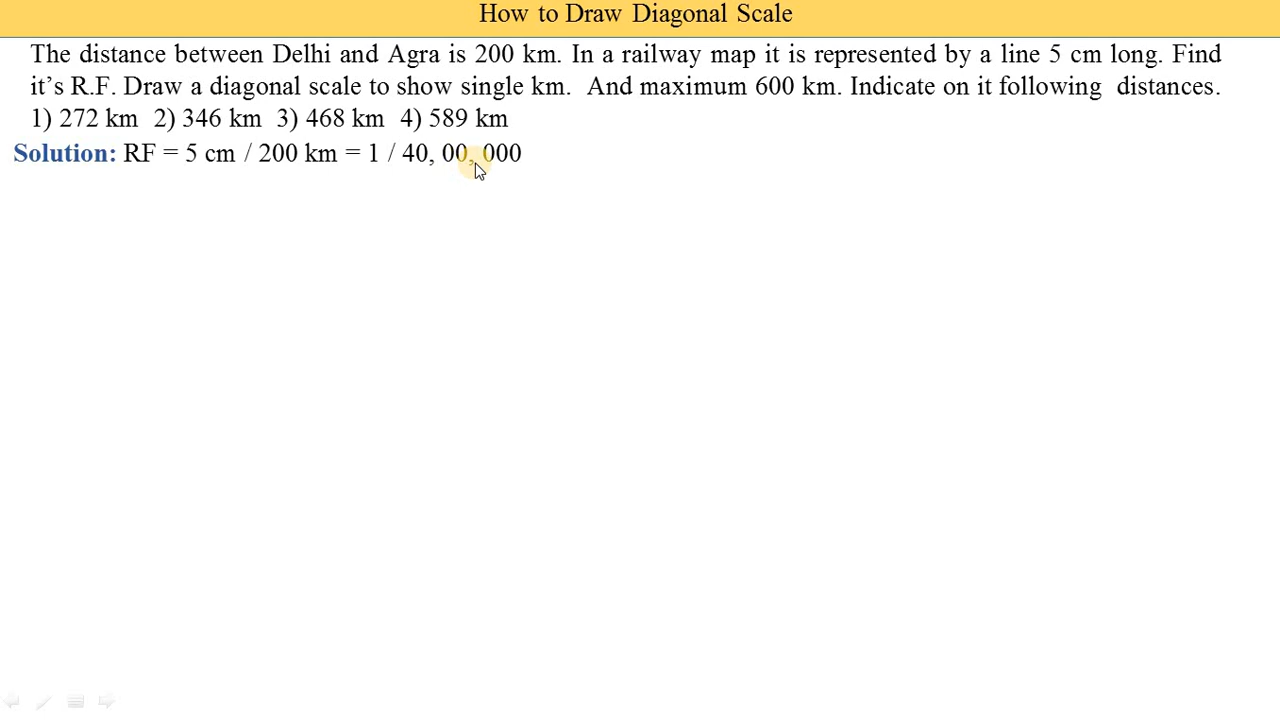 How to Draw Diagonal Scale
The distance between Delhi and Agra is 200 km. In a railway map it is represented by a line 5 cm long. Find
it’s R.F. Draw a diagonal scale to show single km. And maximum 600 km. Indicate on it following distances.
1) 272 km 2) 346 km 3) 468 km 4) 589 km
Solution: RF = 5 cm / 200 km = 1 / 40, 00, 000